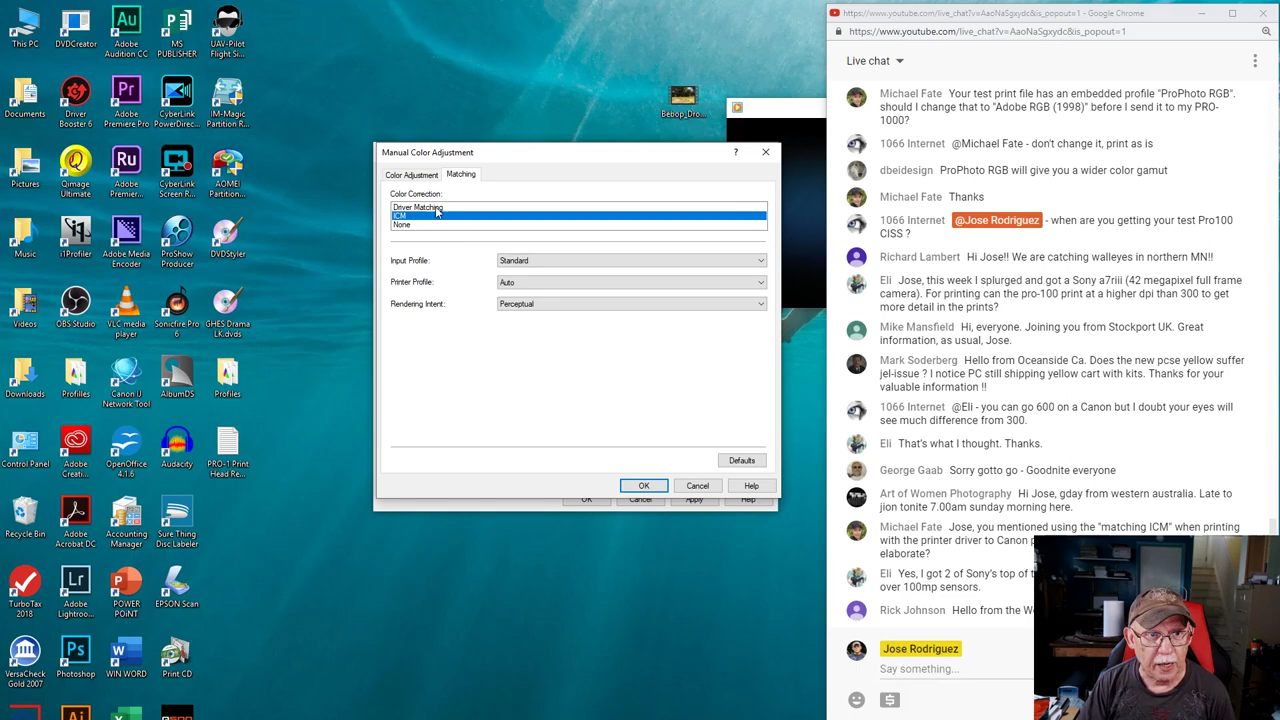 This PC
DVDCreator
Adobe
Audition CC
MS
PUBLISHER
UAV-Pilot
Flight Si...
Documents
Driver
Booster 6
Adobe
Premiere Pro
CyberLink
PowerDirec...
IM-Magic
Partition R...
Pictures
Qimage
Ultimate
Adobe
Premiere...
CyberLink
Screen R...
AOMEI
Partition...
Music
i1Profiler
Adobe Media
Encoder
ProShow
Producer
DVDStyler
Videos
OBS Studio
VLC media
player
Sonicfire Pro
6
GHES Drama
LK.dvds
Downloads
Profiles
Canon IJ
Network Tool
AlbumDS
Profiles
Control Panel
Adobe
Creati...
OpenOffice
4.1.6
Audacity
PRO-1 Print
Head Re...
Recycle Bin
Adobe
Acrobat DC
Accounting
Manager
Sure Thing
Disc Labeler
TurboTax
2018
Adobe
Lightroo...
POWER
POINT
EPSON Scan
VersaCheck
Gold 2007
Photoshop
WIN WORD
Print CD
Bebop_Dro...
Manual Color Adjustment
?
Color Adjustment
Matching
Color Correction:
Driver Matching
ICM
None
Input Profile:
Standard
Printer Profile:
Auto
Rendering Intent:
Perceptual
Defaults
OK
Cancel
Help
OK
Cancel
Apply
Help
https://www.youtube.com/live_chat?v=AaoNaSgxydc&is_popout=1 - Google Chrome
https://www.youtube.com/live_chat?v=AaoNaSgxydc&is_popout=1
Live chat
Michael Fate Your test print file has an embedded profile "ProPhoto RGB".
should I change that to "Adobe RGB (1998)" before I send it to my PRO-
1000?
1066 Internet @Michael Fate - don't change it, print as is
dbeidesign ProPhoto RGB will give you a wider color gamut
Michael Fate Thanks
1066 Internet @Jose Rodriguez - when are you getting your test Pro100
CISS ?
Richard Lambert Hi Jose!! We are catching walleyes in northern MN!!
Eli Jose, this week I splurged and got a Sony a7riii (42 megapixel full frame
camera). For printing can the pro-100 print at a higher dpi than 300 to get
more detail in the prints?
Mike Mansfield Hi, everyone. Joining you from Stockport UK. Great
information, as usual, Jose.
Mark Soderberg Hello from Oceanside Ca. Does the new pcse yellow suffer
jel-issue ? I notice PC still shipping yellow cart with kits. Thanks for your
valuable information !!
1066 Internet @Eli - you can go 600 on a Canon but I doubt your eyes will
see much difference from 300.
Eli That's what I thought. Thanks.
George Gaab Sorry gotto go - Goodnite everyone
Art of Women Photography Hi Jose, gday from western australia. Late to
jion tonite 7.00am sunday morning here.
Michael Fate Jose, you mentioned using the "matching ICM" when printing
with the printer driver to Canon
elaborate?
Eli Yes, I got 2 of Sony's top of
over 100mp sensors.
Rick Johnson Hello from the
Jose Rodriguez
Say something...